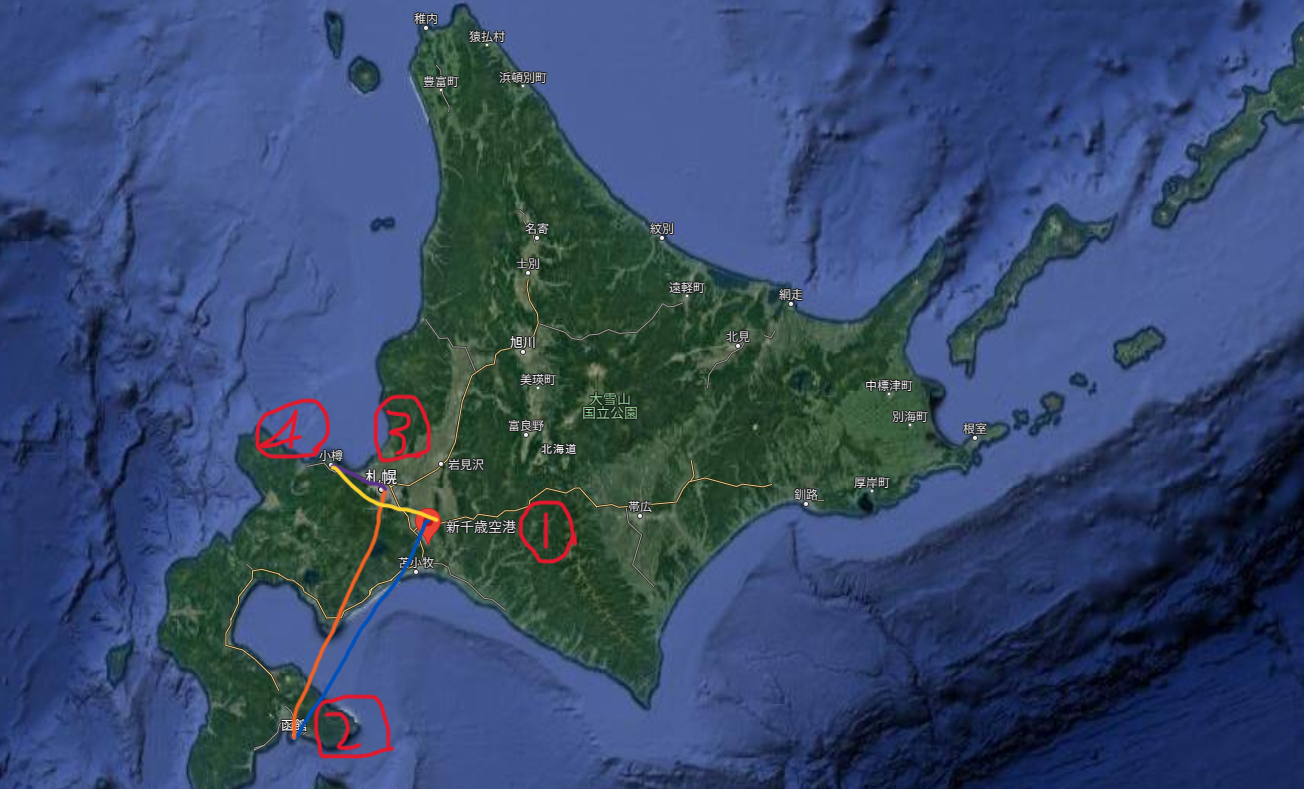 稚内
猿払村
豊富町
浜頓別町
名寄
紋別
士別
遠軽町
網走
旭川
北見
美瑛町
中標津町
大雪山
国立公園
別海町
富良野
北海道
根室
4
3
小樽
岩見沢
札幌
厚岸町
釧路
帯広
新千歳空港
1
苫小牧
函館
2